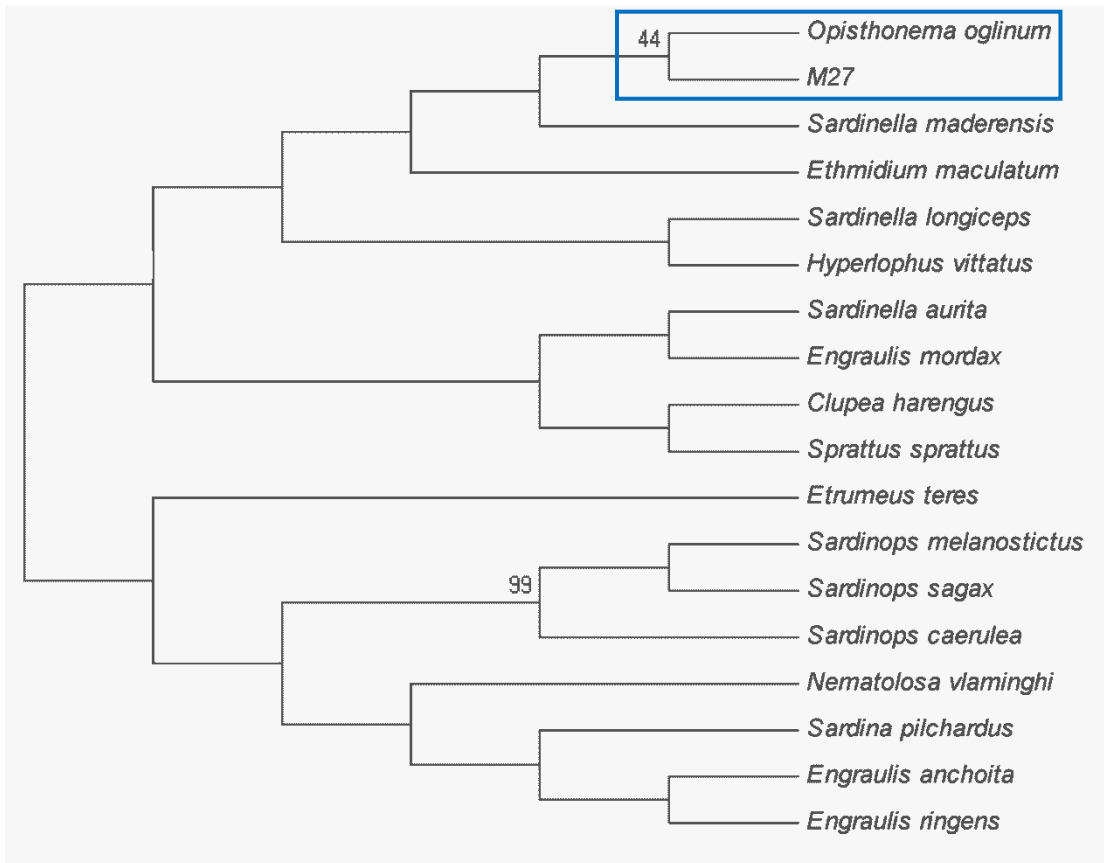 44
Opisthonema oglinum
M27
Sardinella maderensis
Ethmidium maculatum
Sardinella longiceps
Hyperlophus vittatus
Sardinella aurita
Engraulis mordax
Clupea harengus
Sprattus sprattus
Etrumeus teres
Sardinops melanostictus
99
Sardinops sagax
Sardinops caerulea
Nematolosa vlaminghi
Sardina pilchardus
Engraulis anchoita
Engraulis ringens